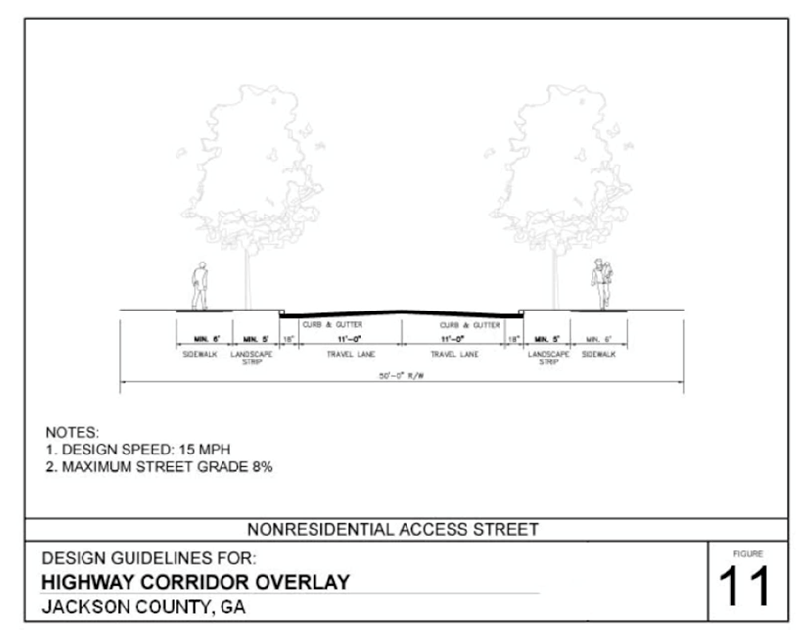 CURB & GUTTER CURB & GUTTER
MIN. 6' MIN. 5' 18" 11'-0" 11'-0" 18" MIN. 5' MIN. 6'
SIDEWALK LANDSCAPE TRAVEL LANE TRAVEL LANE LANDSCAPE SIDEWALK
STRIP STRIP
50'-0" R/W
NOTES:
1. DESIGN SPEED: 15 MPH
2. MAXIMUM STREET GRADE 8%
NONRESIDENTIAL ACCESS STREET
DESIGN GUIDELINES FOR:
HIGHWAY CORRIDOR OVERLAY
JACKSON COUNTY, GA
FIGURE
11